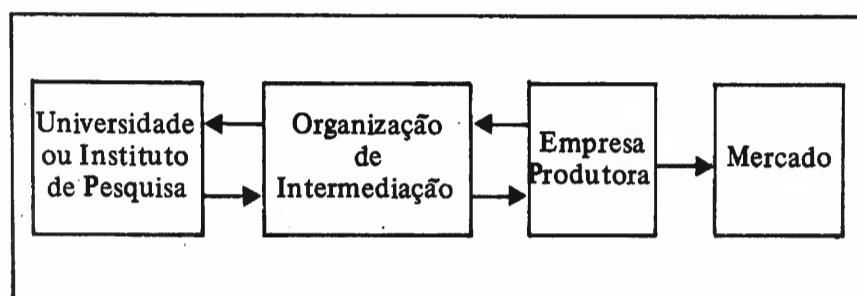 Universidade
ou Instituto
de Pesquisa
Organização
de
Intermediação
Empresa
Produtora
Mercado